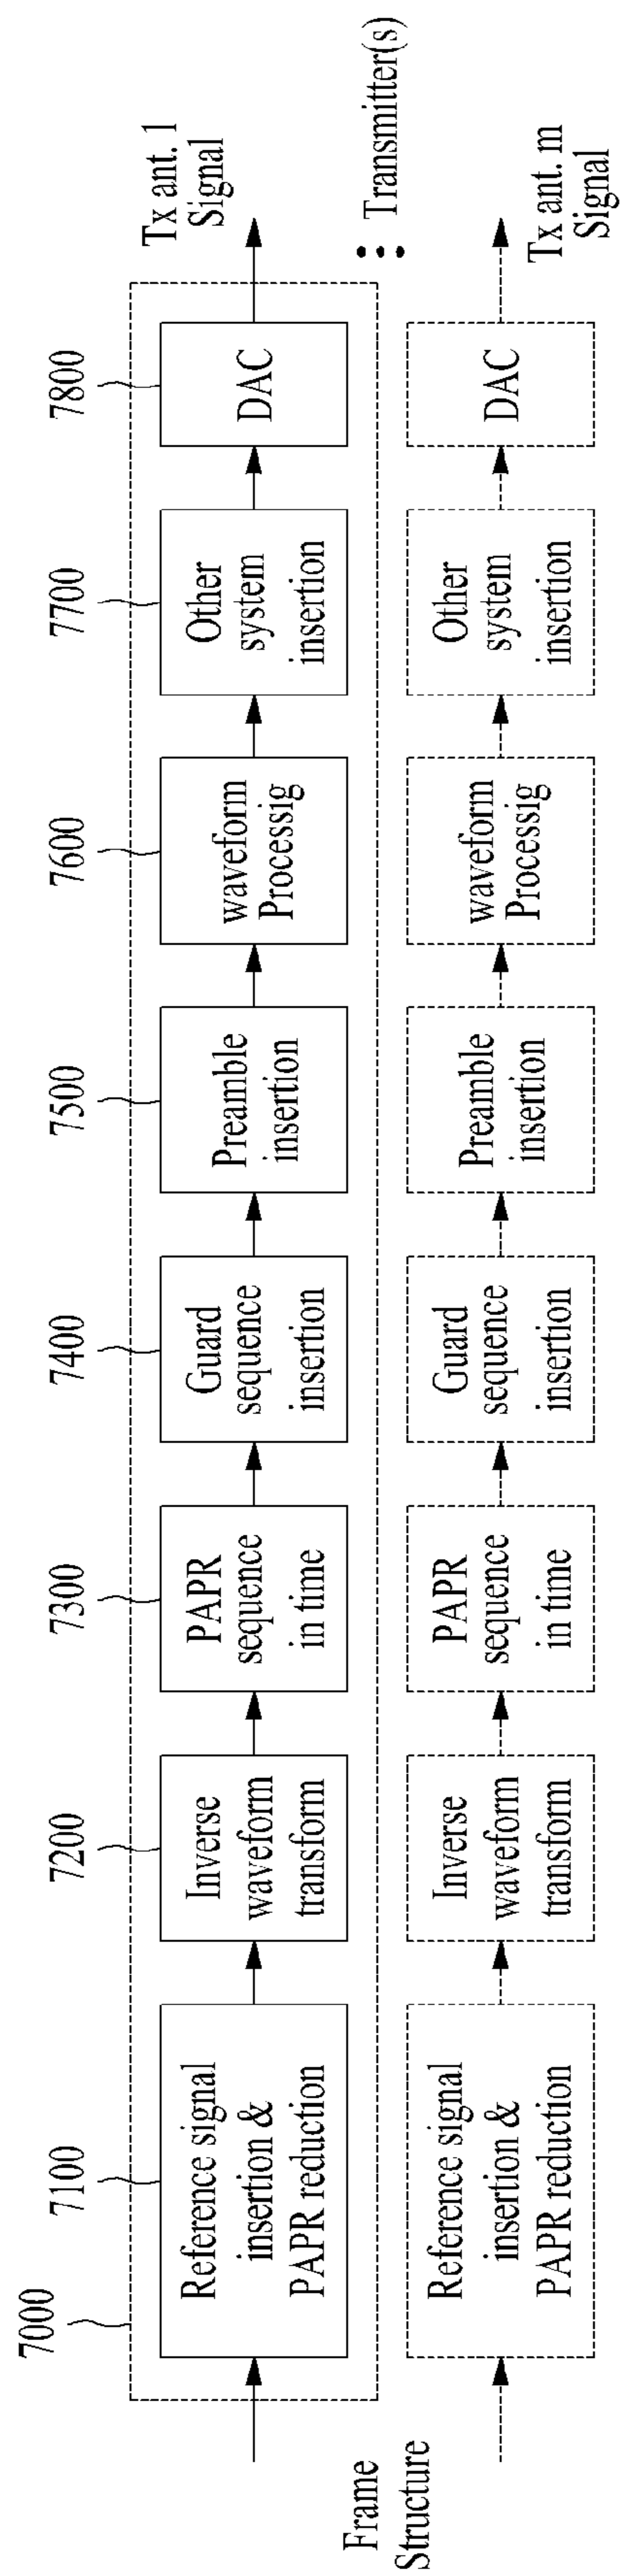 7000
7100
7200
7300
7400
7500
7600
7700
7800
Frame
Structure
Reference signal
insertion &
PAPR reduction
Inverse
waveform
transform
PAPR
sequence
in time
Guard
sequence
insertion
Preamble
insertion
waveform
Processig
Other
system
insertion
DAC
Tx ant. 1
Signal
Transmitter(s)
Reference signal
insertion &
PAPR reduction
Inverse
waveform
transform
PAPR
sequence
in time
Guard
sequence
insertion
Preamble
insertion
waveform
Processig
Other
system
insertion
DAC
Tx ant. m
Signal